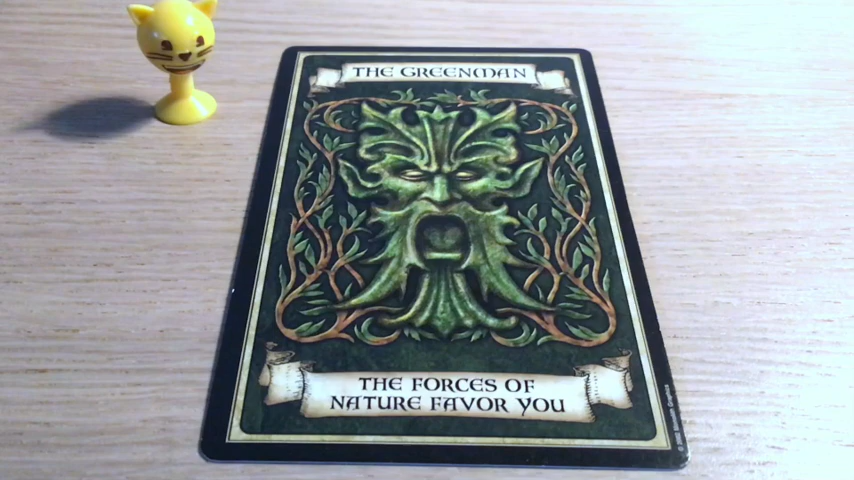 THE GREENMAN
THE FORCES OF
NATURE FAVOR YOU